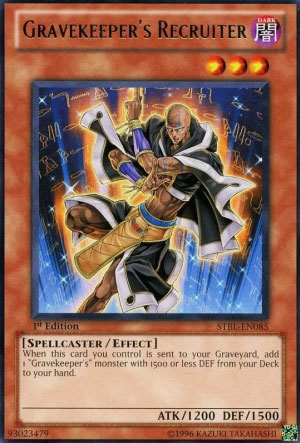 GRAVEKEEPER'S RECRUITER
DARK
闇
1st Edition
STBL-EN085
[SPELLCASTER / EFFECT]
When this card you control is sent to your Graveyard, add
1 "Gravekeeper's" monster with 1500 or less DEF from your Deck
to your hand.
ATK/1200 DEF/1500
93023479
©1996 KAZUKI TAKAHASHI